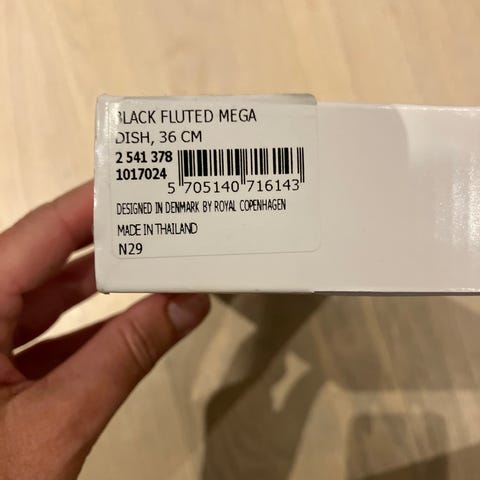 BLACK FLUTED MEGA
DISH, 36 CM
2 541 378
1017024
5 705140 716143
DESIGNED IN DENMARK BY ROYAL COPENHAGEN
MADE IN THAILAND
N29